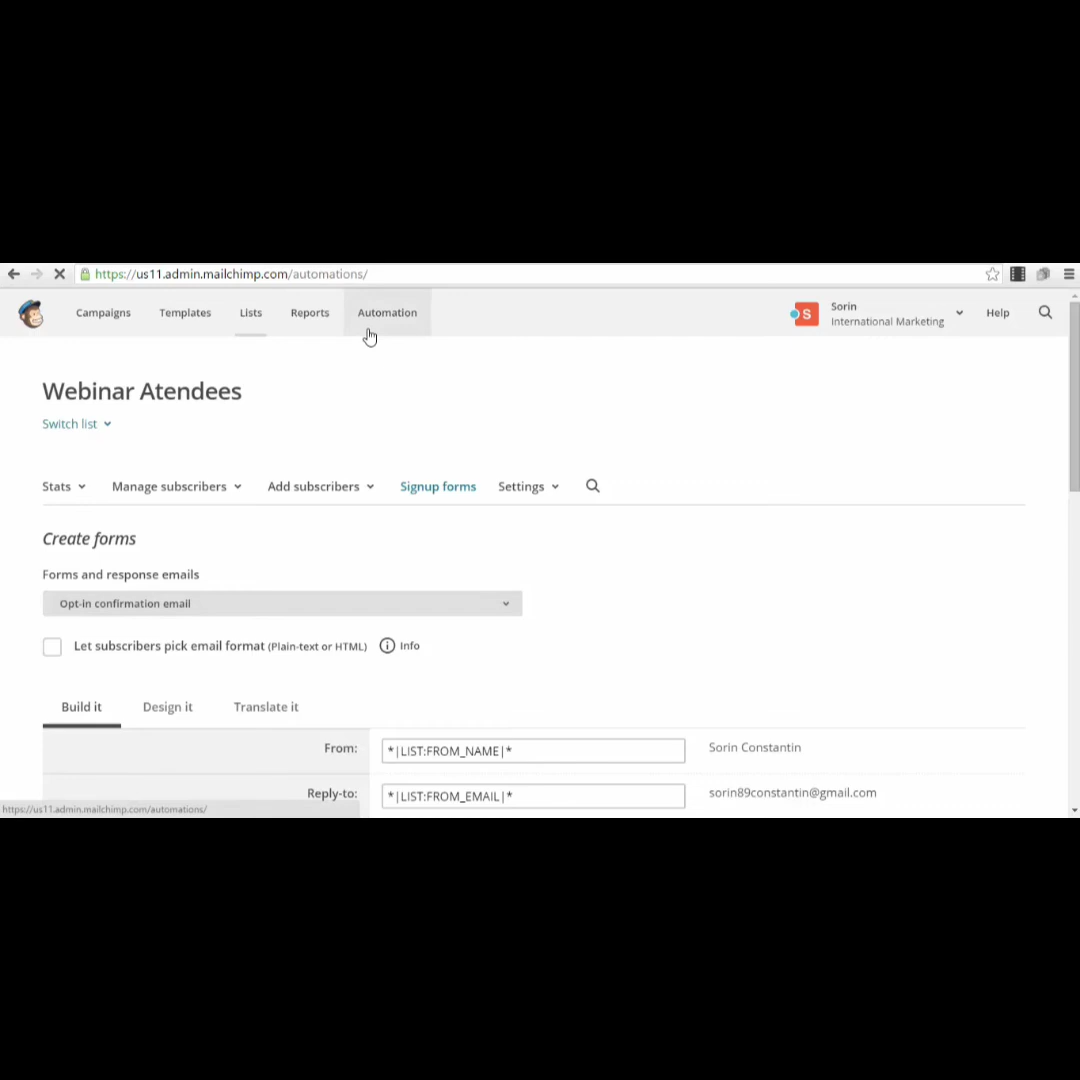 https://us11.admin.mailchimp.com/automations/
Campaigns Templates Lists Reports Automation S Sorin International Marketing Help
Webinar Atendees
Switch list
Stats Manage subscribers Add subscribers Signup forms Settings
Create forms
Forms and response emails
Opt-in confirmation email
Let subscribers pick email format (Plain-text or HTML) Info
Build it Design it Translate it
From: *|LIST:FROM_NAME|* Sorin Constantin
Reply-to: *|LIST:FROM_EMAIL|* sorin89constantin@gmail.com
https://us11.admin.mailchimp.com/automations/